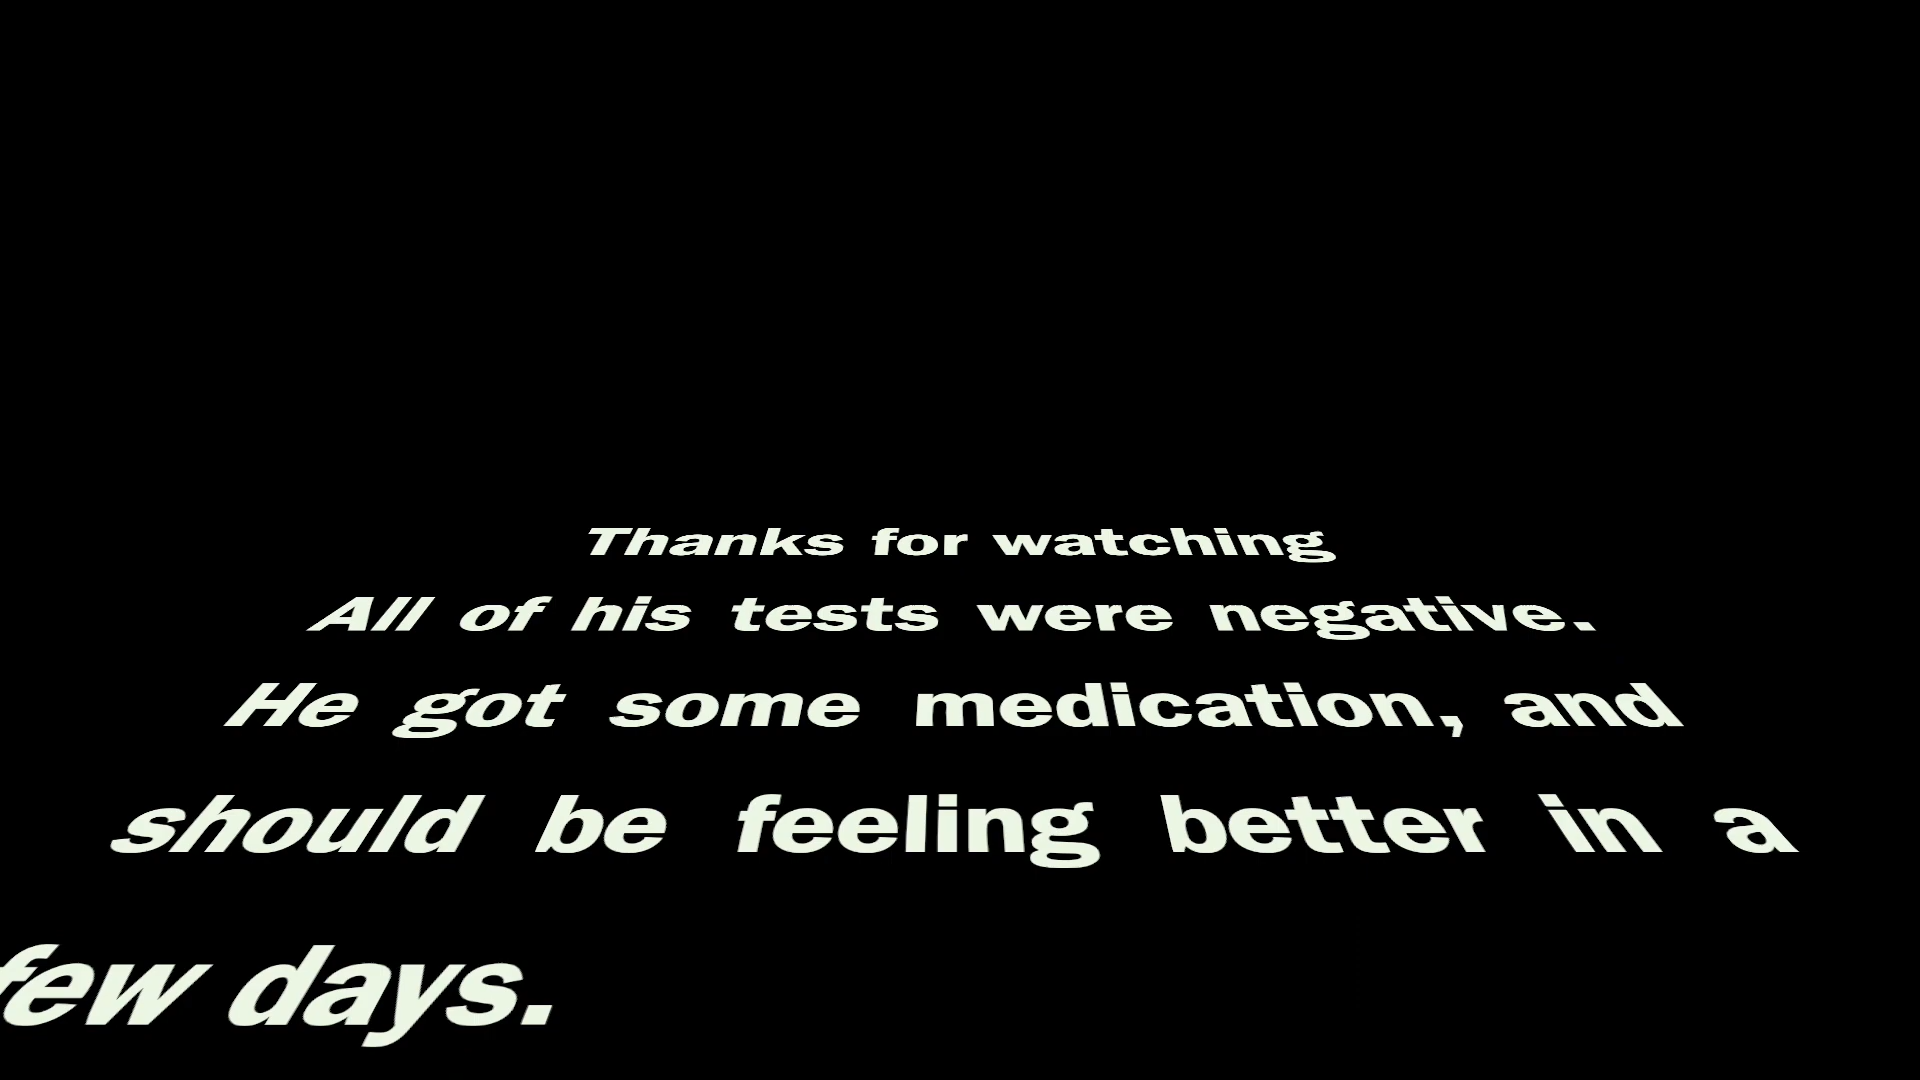 Thanks for watching
All of his tests were negative.
He got some medication, and
should be feeling better in a
few days.